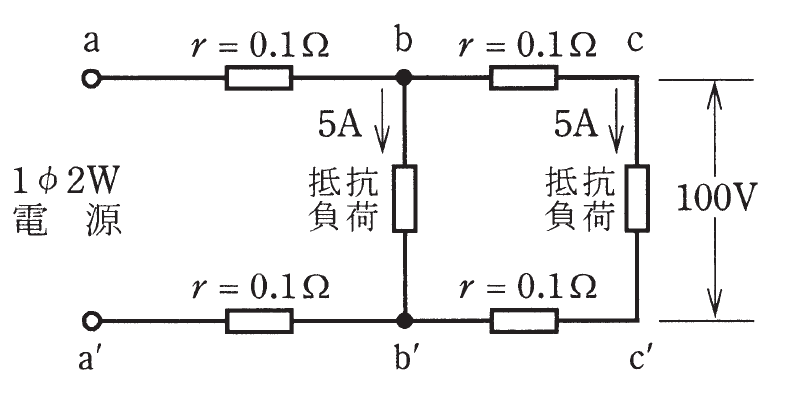 a r = 0.1Ω b r = 0.1Ω c
5A 5A
1φ2W 抵抗 抵抗 100V
電 源 負荷 負荷
r = 0.1Ω r = 0.1Ω
a′ b′ c′